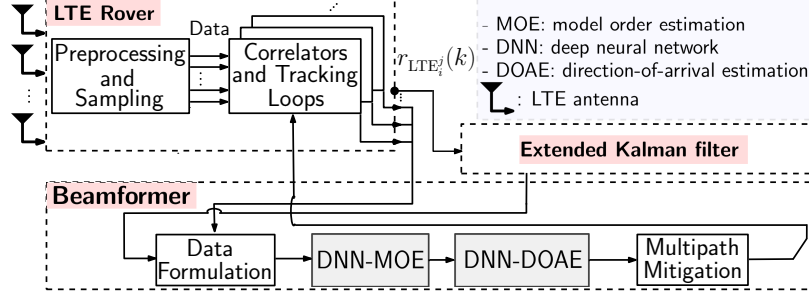 LTE Rover
Data
Preprocessing
and
Sampling
Correlators
and Tracking
Loops
r_{LTE_i^j}(k)
- MOE: model order estimation
- DNN: deep neural network
- DOAE: direction-of-arrival estimation
: LTE antenna
Extended Kalman filter
Beamformer
Data
Formulation
DNN-MOE
DNN-DOAE
Multipath
Mitigation